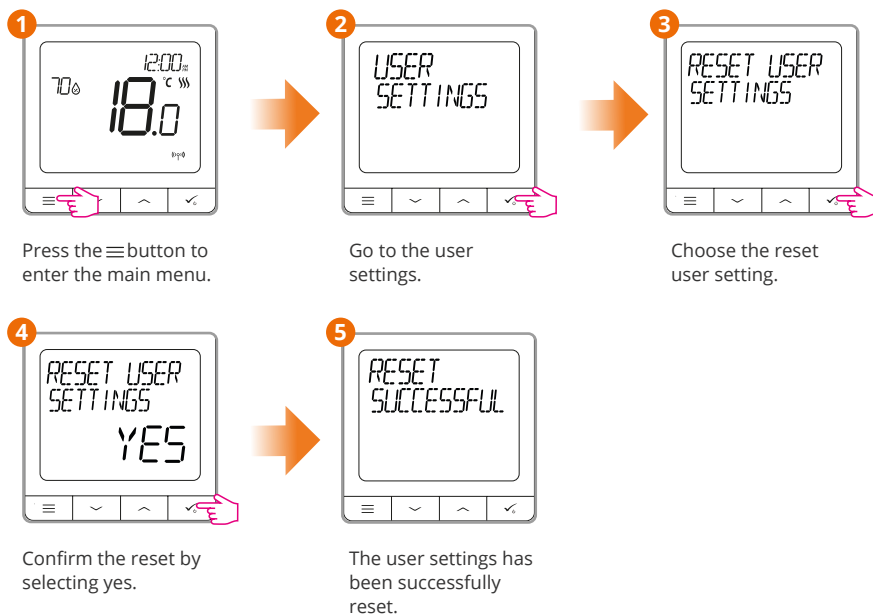 1
12:00
70
°C
18.0
Press the ☰ button to
enter the main menu.
2
USER
SETTINGS
Go to the user
settings.
3
RESET USER
SETTINGS
Choose the reset
user setting.
4
RESET USER
SETTINGS
YES
Confirm the reset by
selecting yes.
5
RESET
SUCCESSFUL
The user settings has
been successfully
reset.